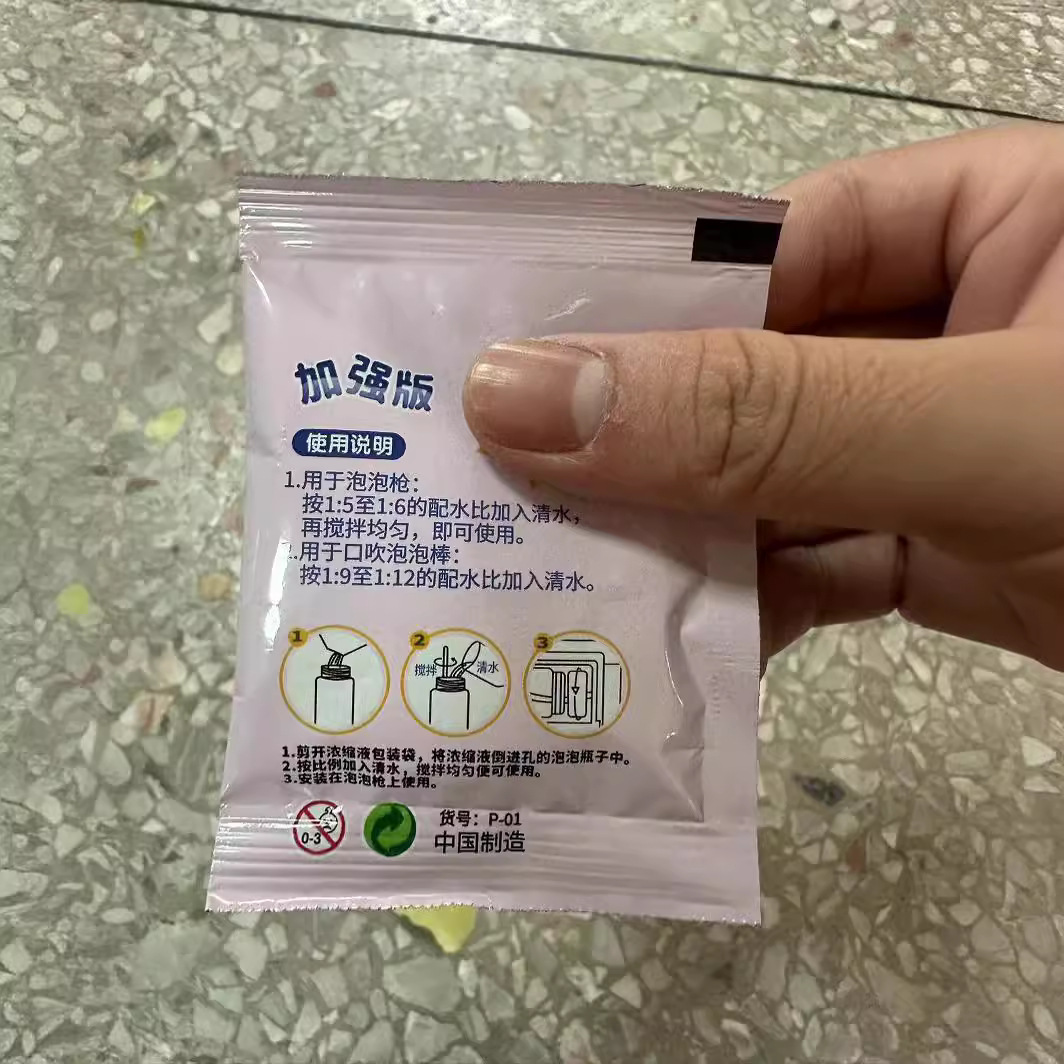 加强版
使用说明
1.用于泡泡枪：
按1:5至1:6的配水比加入清水，
再搅拌均匀，即可使用。
.用于口吹泡泡棒：
按1:9至1:12的配水比加入清水。
1
2
3
搅拌
清水
1.剪开浓缩液包装袋，将浓缩液倒进孔的泡泡瓶子中。
2.按比例加入清水，搅拌均匀便可使用。
3.安装在泡泡枪上使用。
0-3
货号：P-01
中国制造